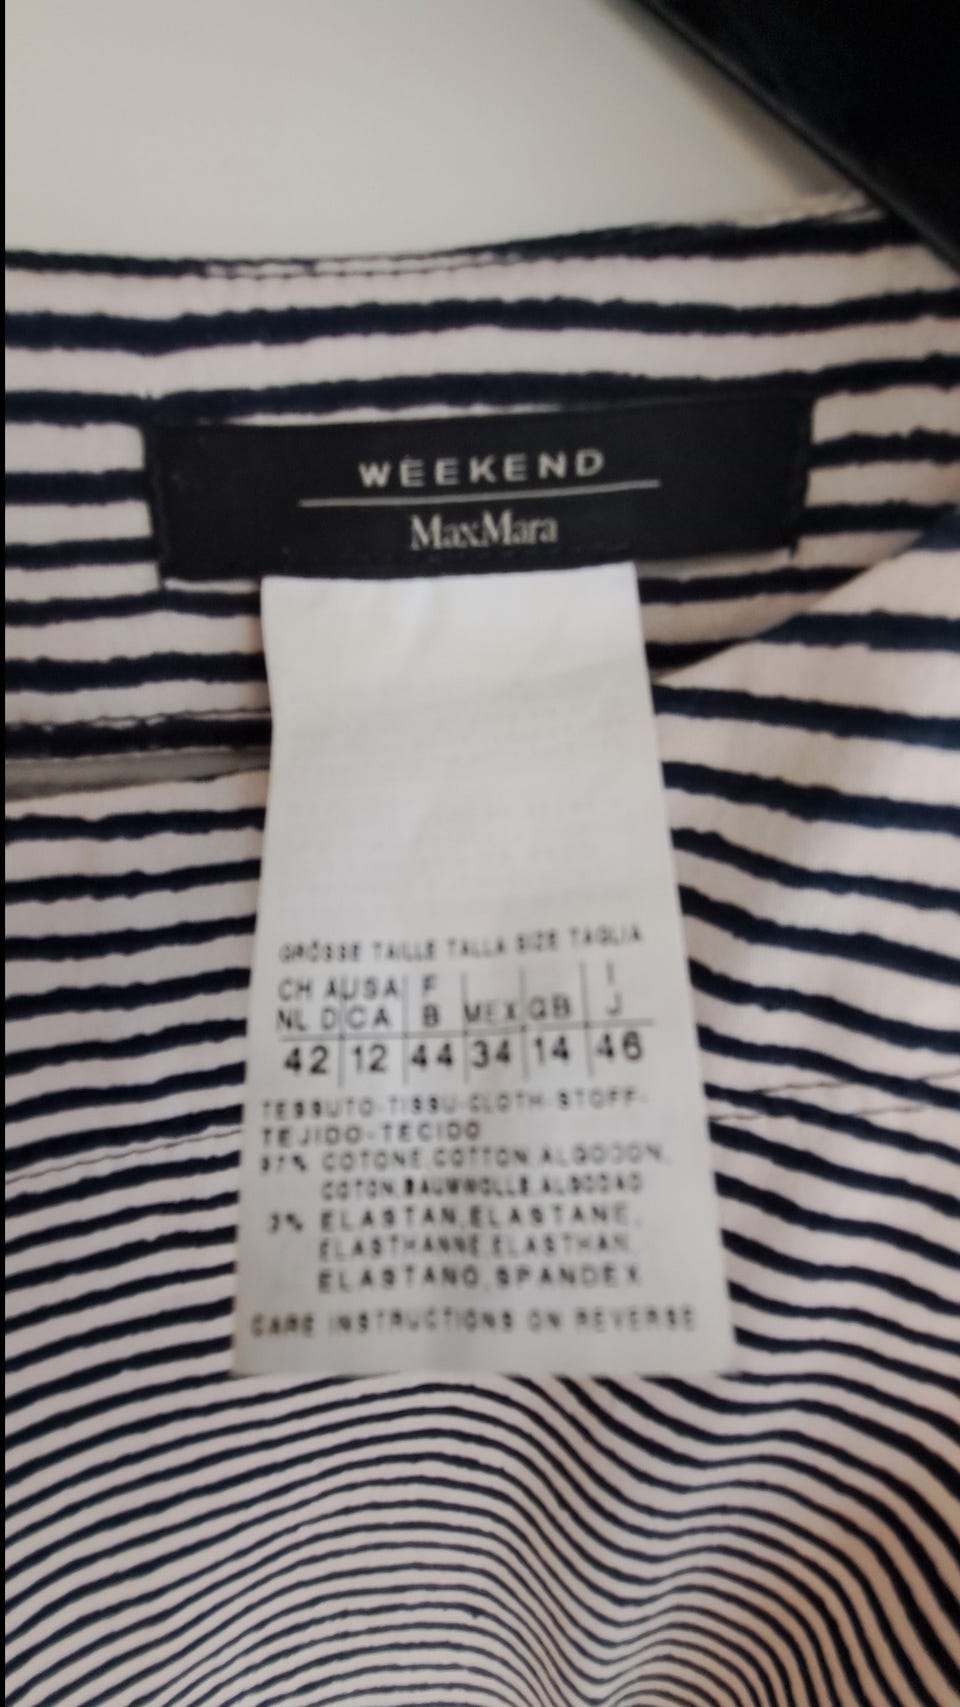 WEEKEND
MaxMara
GRÖSSE TAILLE TALLA SIZE TAGLIA
CH A USA F I
NL D CA B MEX GB J
42 12 44 34 14 46
TESSUTO-TISSU-CLOTH-STOFF-
TEJIDO-TECIDO
97% COTONE,COTTON,ALGODON,
COTON,BAUMWOLLE,ALGODAO
3% ELASTAN,ELASTANE,
ELASTHANNE,ELASTHAN,
ELASTANO,SPANDEX
CARE INSTRUCTIONS ON REVERSE